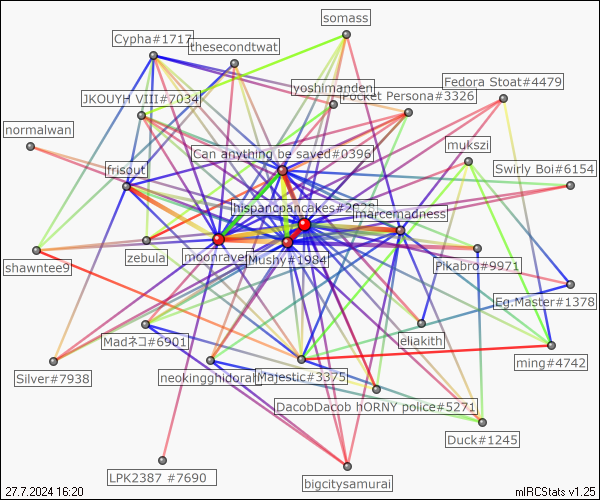 somass
Cypha#1717
thesecondtwat
yoshimanden
Fedora Stoat#4479
JKOUYH VIII#7034
Pocket Persona#3326
normalwan
mukszi
Can anything be saved#0396
frisout
Swirly Boi#6154
hispanicpancakes#2828
marcemadness
moonraven
Mushy#1984
zebula
shawntee9
Pikabro#9971
Eg.Master#1378
Madネコ#6901
eliakith
ming#4742
Silver#7938
neokingghidorah
Majestic#3375
DacobDacob hORNY police#5271
Duck#1245
LPK2387 #7690
bigcitysamurai
27.7.2024 16:20
mIRCStats v1.25